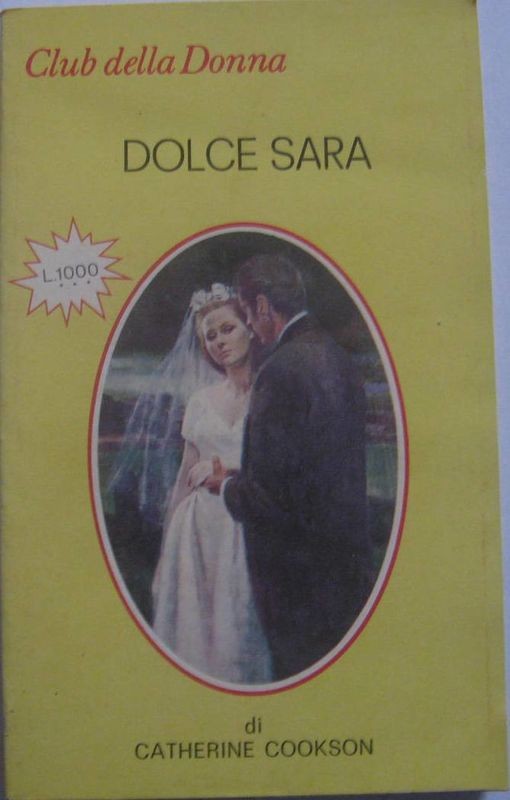 Club della Donna
DOLCE SARA
L.1000
di
CATHERINE COOKSON